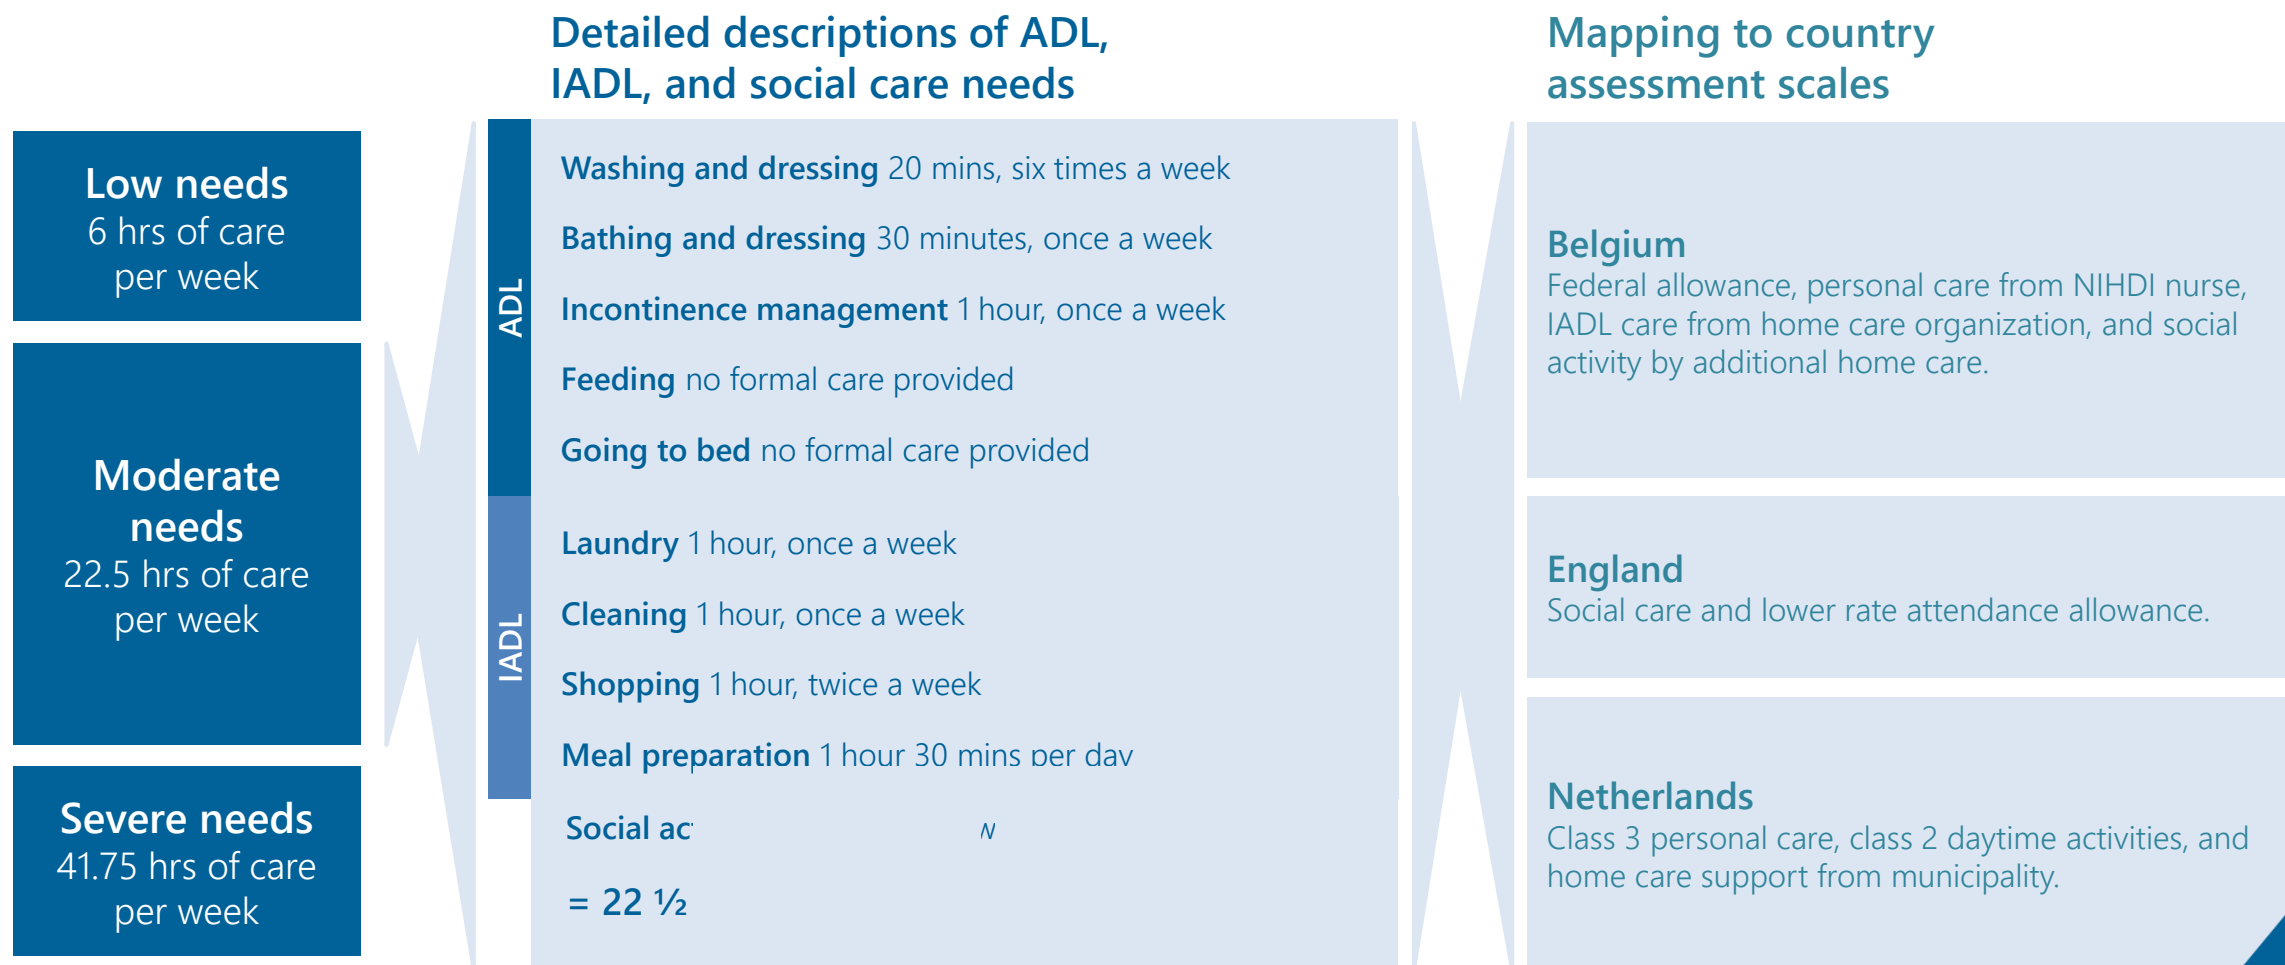 Detailed descriptions of ADL,
IADL, and social care needs
Mapping to country
assessment scales
Low needs
6 hrs of care
per week
Moderate
needs
22.5 hrs of care
per week
Severe needs
41.75 hrs of care
per week
ADL
Washing and dressing 20 mins, six times a week
Bathing and dressing 30 minutes, once a week
Incontinence management 1 hour, once a week
Feeding no formal care provided
Going to bed no formal care provided
IADL
Laundry 1 hour, once a week
Cleaning 1 hour, once a week
Shopping 1 hour, twice a week
Meal preparation 1 hour 30 mins per day
Social
= 22 ½
Belgium
Federal allowance, personal care from NIHDI nurse,
IADL care from home care organization, and social
activity by additional home care.
England
Social care and lower rate attendance allowance.
Netherlands
Class 3 personal care, class 2 daytime activities, and
home care support from municipality.